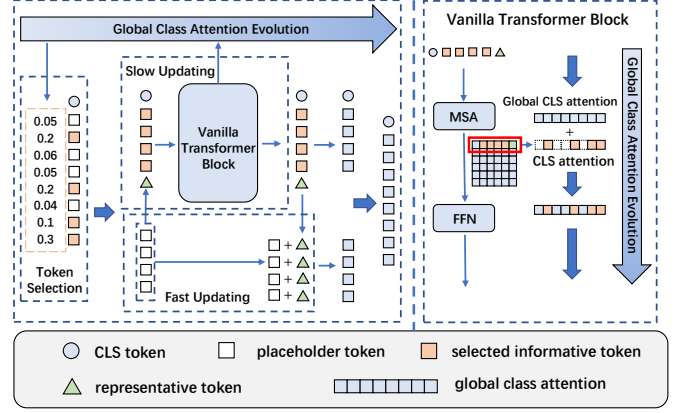 Global Class Attention Evolution
Slow Updating
0.05
0.2
0.06
0.05
0.2
0.04
0.1
0.3
Token
Selection
Vanilla
Transformer
Block
+
+
+
+
Fast Updating
Vanilla Transformer Block
MSA
FFN
Global CLS attention
+
CLS attention
Global Class Attention Evolution
CLS token
placeholder token
selected informative token
representative token
global class attention